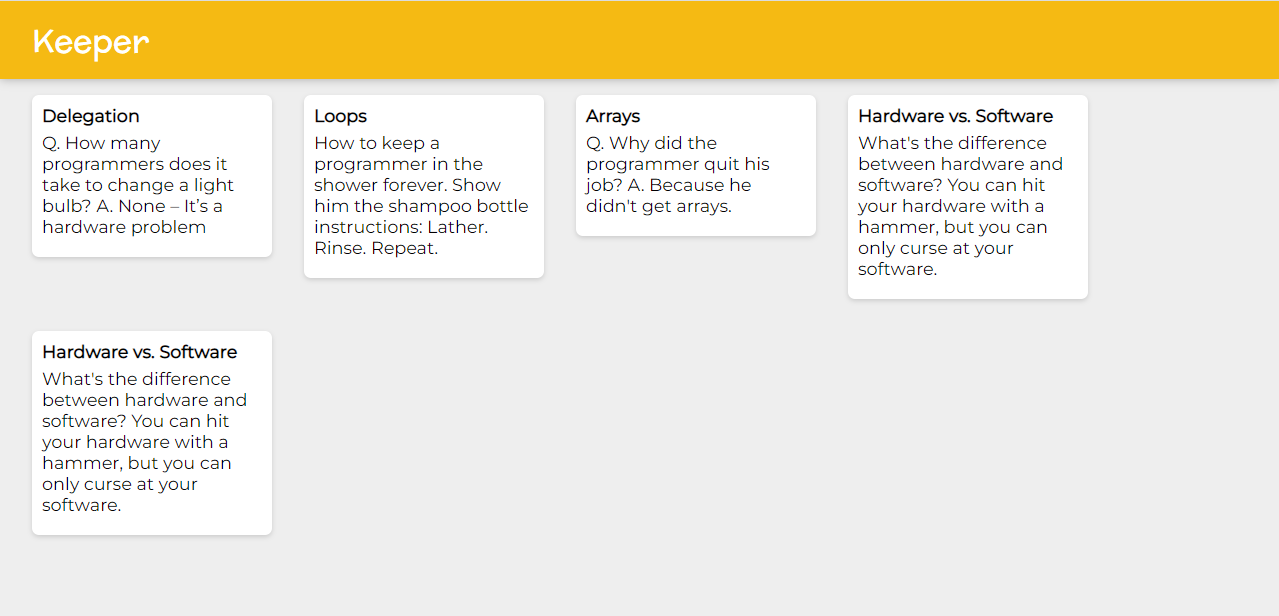 Keeper
Delegation
Q. How many
programmers does it
take to change a light
bulb? A. None – It’s a
hardware problem
Loops
How to keep a
programmer in the
shower forever. Show
him the shampoo bottle
instructions: Lather.
Rinse. Repeat.
Arrays
Q. Why did the
programmer quit his
job? A. Because he
didn't get arrays.
Hardware vs. Software
What's the difference
between hardware and
software? You can hit
your hardware with a
hammer, but you can
only curse at your
software.
Hardware vs. Software
What's the difference
between hardware and
software? You can hit
your hardware with a
hammer, but you can
only curse at your
software.